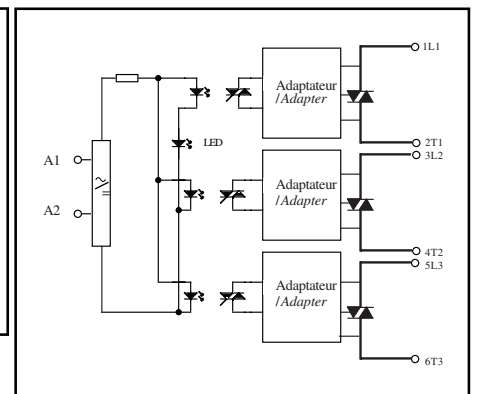 1L1
Adaptateur
/Adapter
2T1
3L2
LED
A1
~/=
A2
Adaptateur
/Adapter
4T2
5L3
Adaptateur
/Adapter
6T3